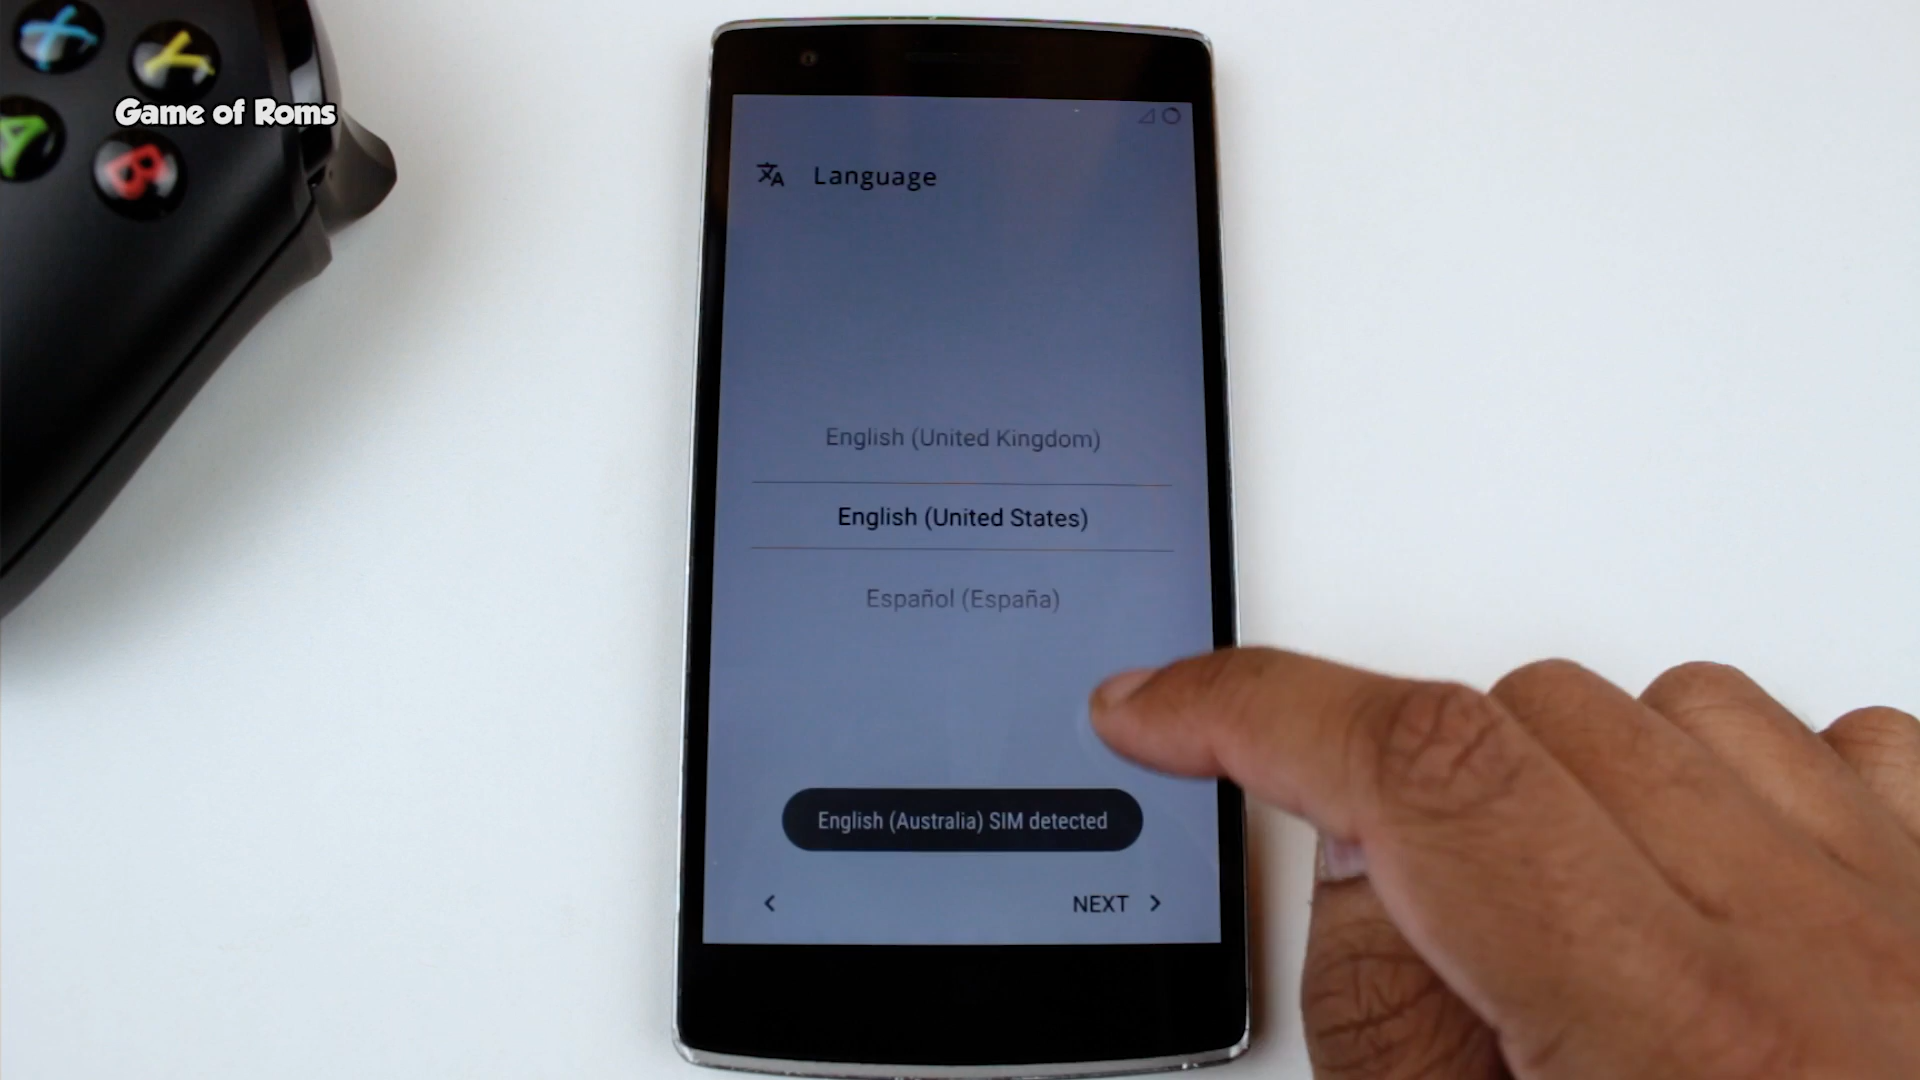 X
Y
Game of Roms
A
B
Language
English (United Kingdom)
English (United States)
Español (España)
English (Australia) SIM detected
NEXT